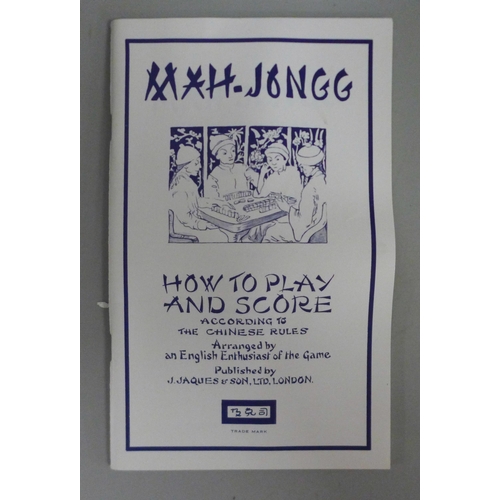 MAH-JONGG
HOW TO PLAY
AND SCORE
ACCORDING TO
THE CHINESE RULES
Arranged by
an English Enthusiast of the Game
Published by
J. JAQUES & SON, LTD, LONDON.
TRADE MARK